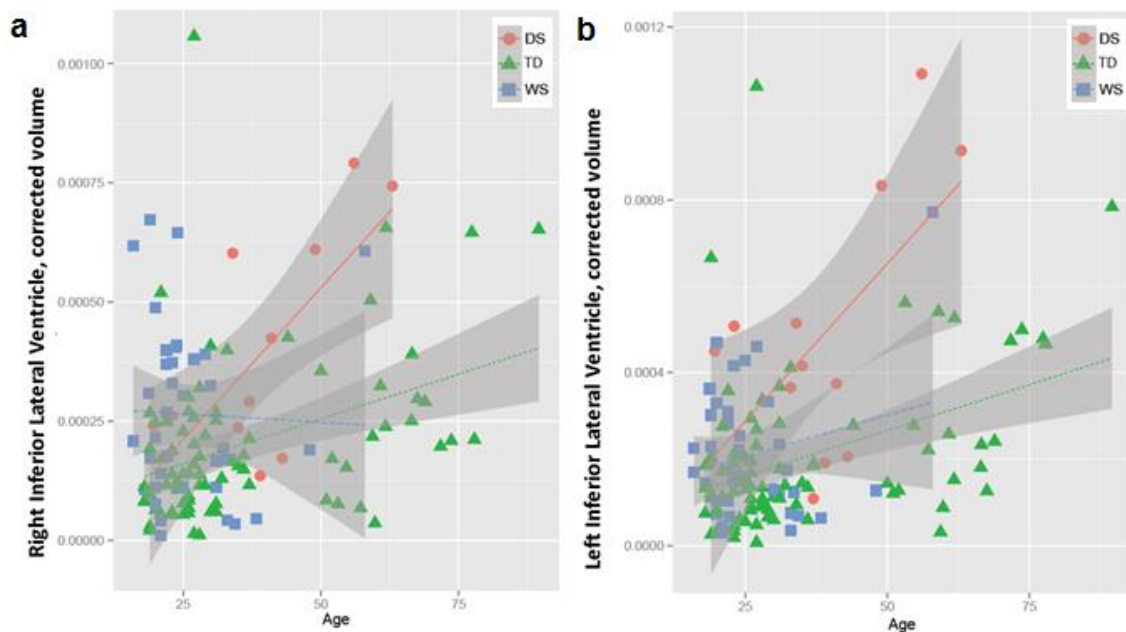 a
Right Inferior Lateral Ventricle, corrected volume
0.00100
0.00075
0.00050
0.00025
0.00000
25
50
75
Age
DS
TD
WS
b
Left Inferior Lateral Ventricle, corrected volume
0.0012
0.0008
0.0004
0.0000
25
50
75
Age
DS
TD
WS